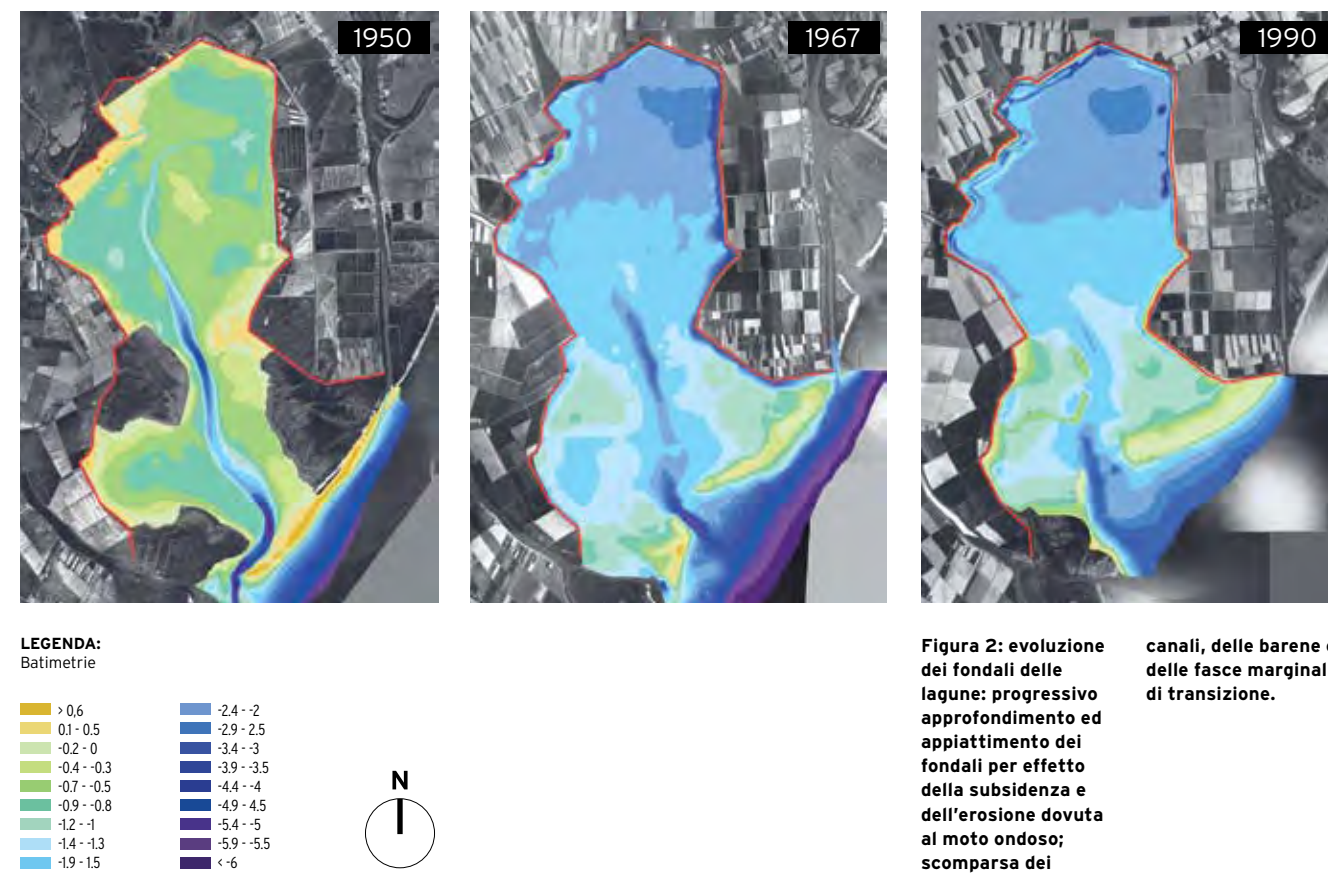 1950
1967
1990
LEGENDA:
Batimetrie
> 0,6
0.1 - 0.5
-0.2 - 0
-0.4 - -0.3
-0.7 - -0.5
-0.9 - -0.8
-1.2 - -1
-1.4 - -1.3
-1.9 - 1.5
-2.4 - -2
-2.9 - 2.5
-3.4 - -3
-3.9 - -3.5
-4.4 - -4
-4.9 - 4.5
-5.4 - -5
-5.9 - -5.5
< -6
N
Figura 2: evoluzione
dei fondali delle
lagune: progressivo
approfondimento ed
appiattimento dei
fondali per effetto
della subsidenza e
dell'erosione dovuta
al moto ondoso;
scomparsa dei
canali, delle barene
delle fasce marginal
di transizione.